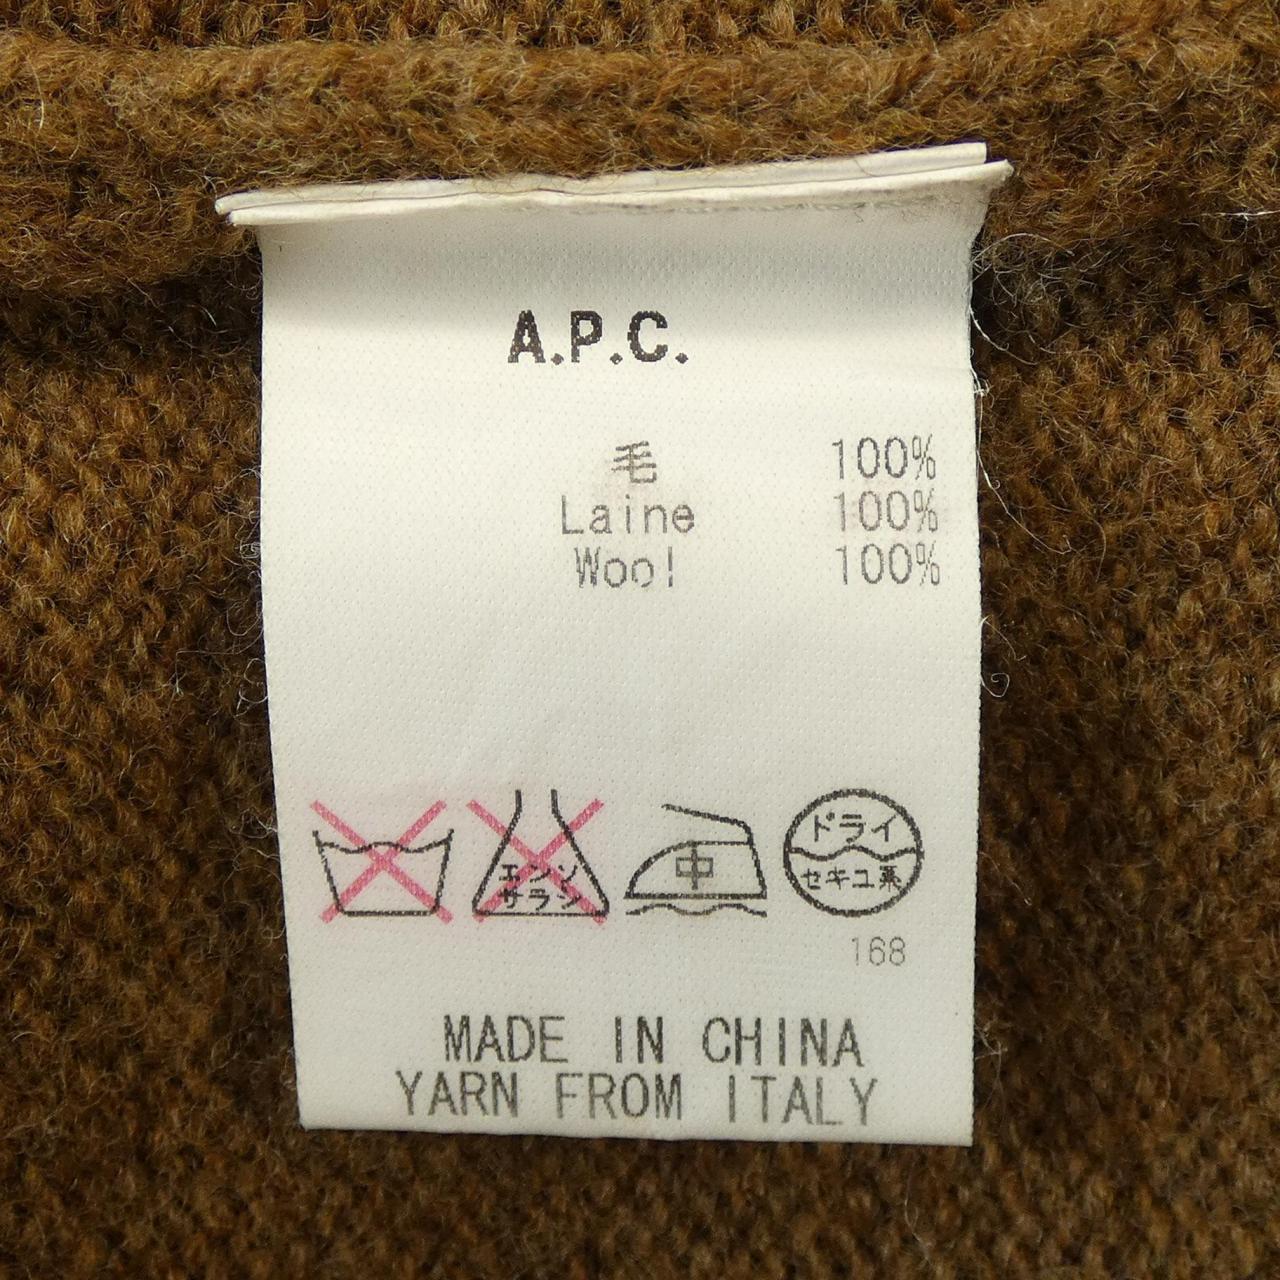 A.P.C.
毛 100%
Laine 100%
Wool 100%
エンソ
サラシ
中
ドライ
セキユ系
168
MADE IN CHINA
YARN FROM ITALY